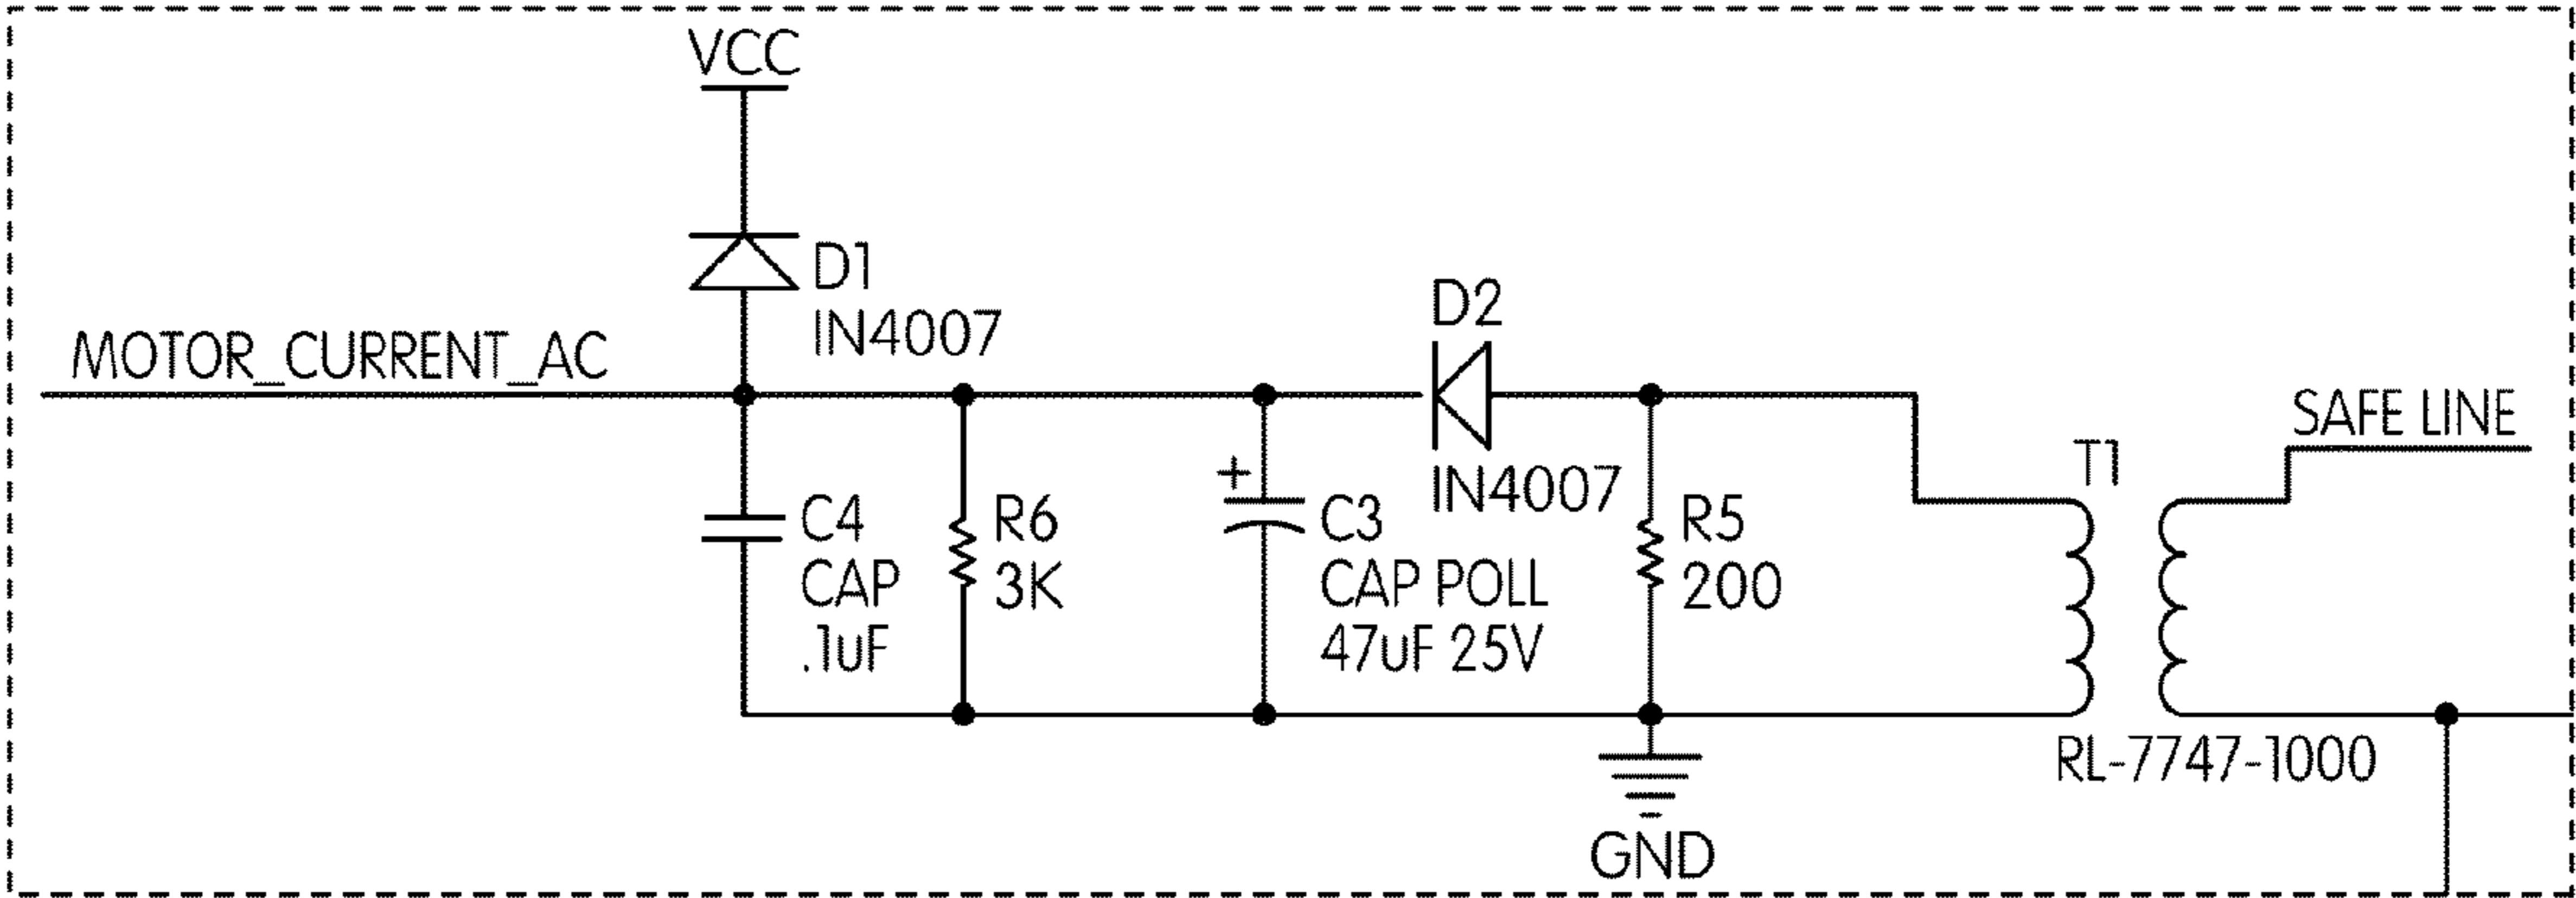 VCC
D1
IN4007
MOTOR_CURRENT_AC
D2
IN4007
SAFE LINE
T1
C4
CAP
.1uF
R6
3K
+
C3
CAP POLL
47uF 25V
R5
200
RL-7747-1000
GND